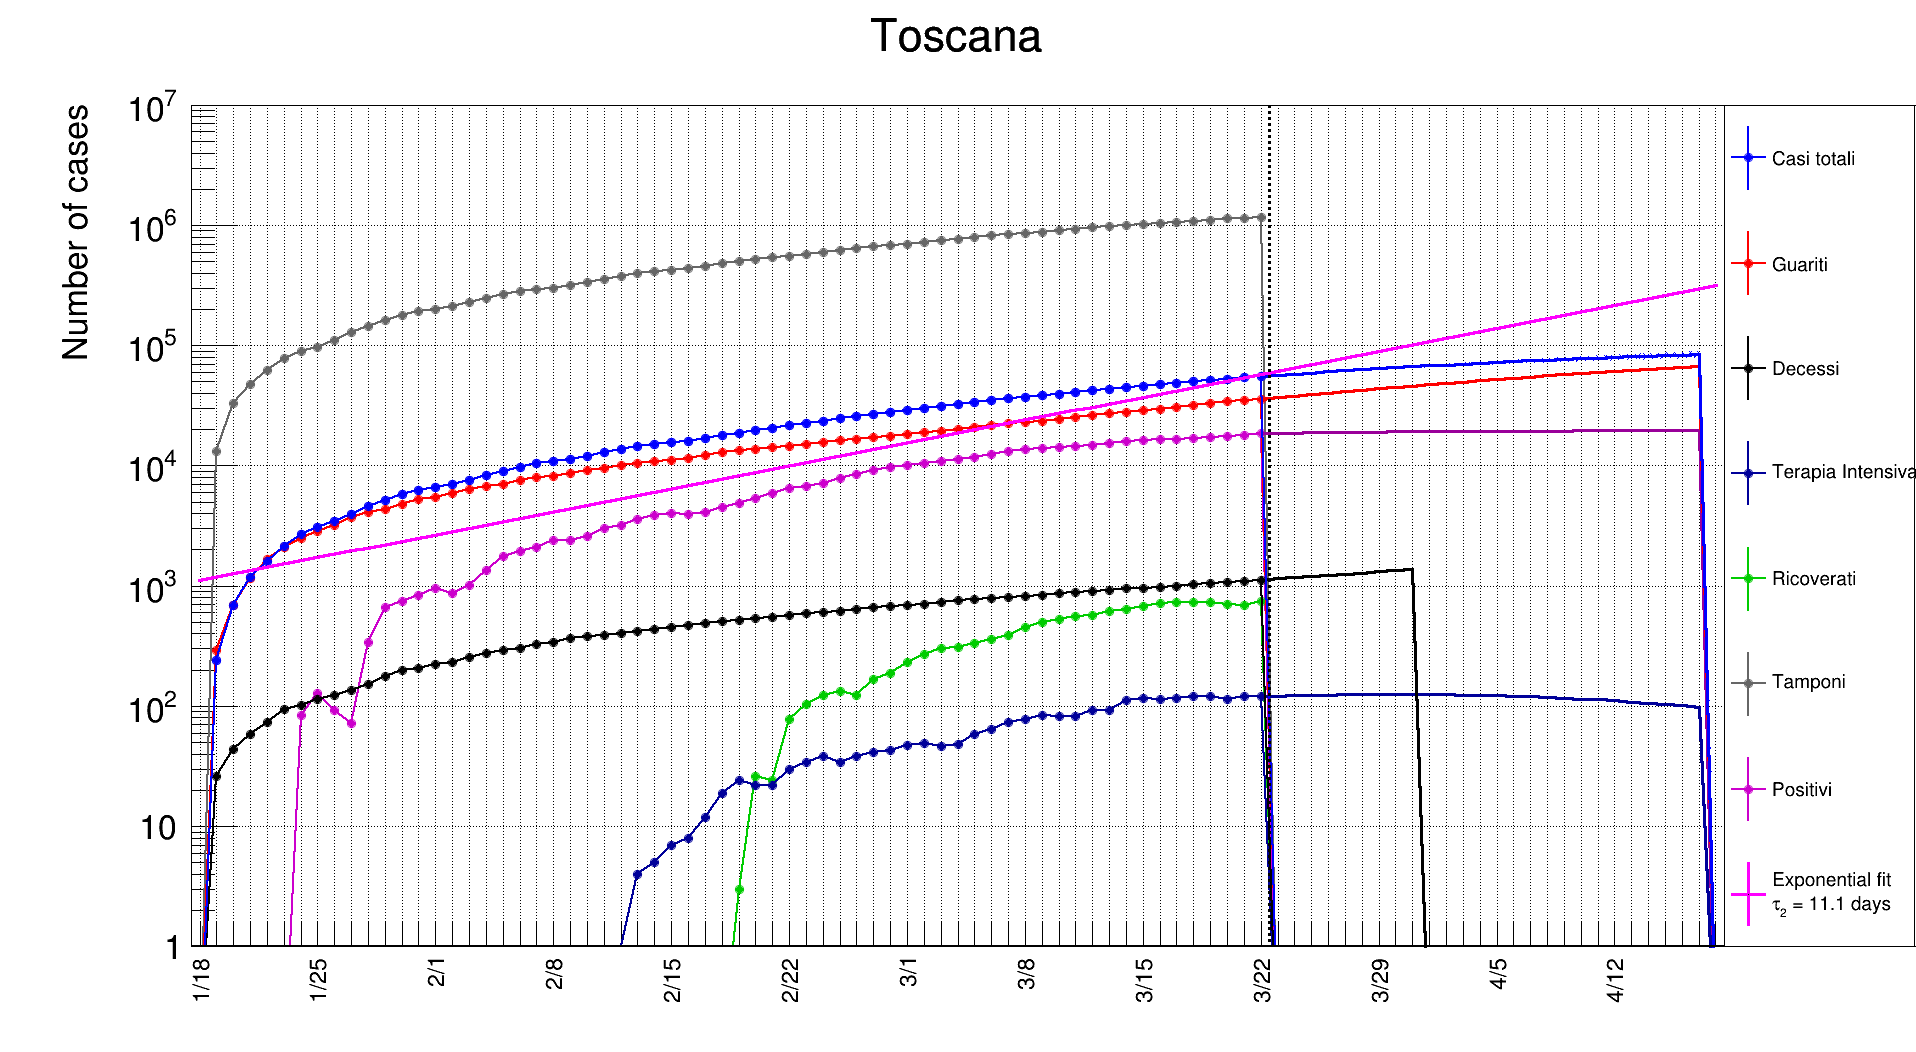 Toscana
Number of cases
10^7
10^6
10^5
10^4
10^3
10^2
10
1
1/18 1/25 2/1 2/8 2/15 2/22 3/1 3/8 3/15 3/22 3/29 4/5 4/12
Casi totali
Guariti
Decessi
Terapia Intensiva
Ricoverati
Tamponi
Positivi
Exponential fit
τ_2 = 11.1 days